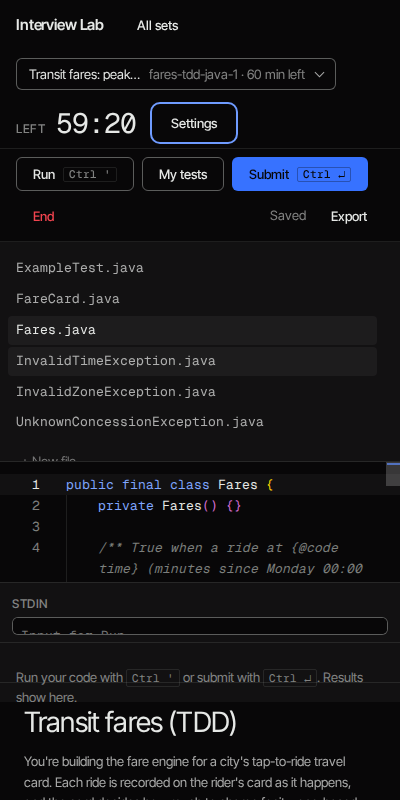 Interview Lab All sets
Transit fares: peak... fares-tdd-java-1 · 60 min left
LEFT 59:20 Settings
Run Ctrl ' My tests Submit Ctrl ↵
End Saved Export
ExampleTest.java
FareCard.java
Fares.java
InvalidTimeException.java
InvalidZoneException.java
UnknownConcessionException.java
+ New file
1 public final class Fares {
2 private Fares() {}
3
4 /** True when a ride at {@code
time} (minutes since Monday 00:00
STDIN
Input for Run
Run your code with Ctrl ' or submit with Ctrl ↵. Results
show here.
Transit fares (TDD)
You're building the fare engine for a city's tap-to-ride travel
card. Each ride is recorded on the rider's card as it happens,